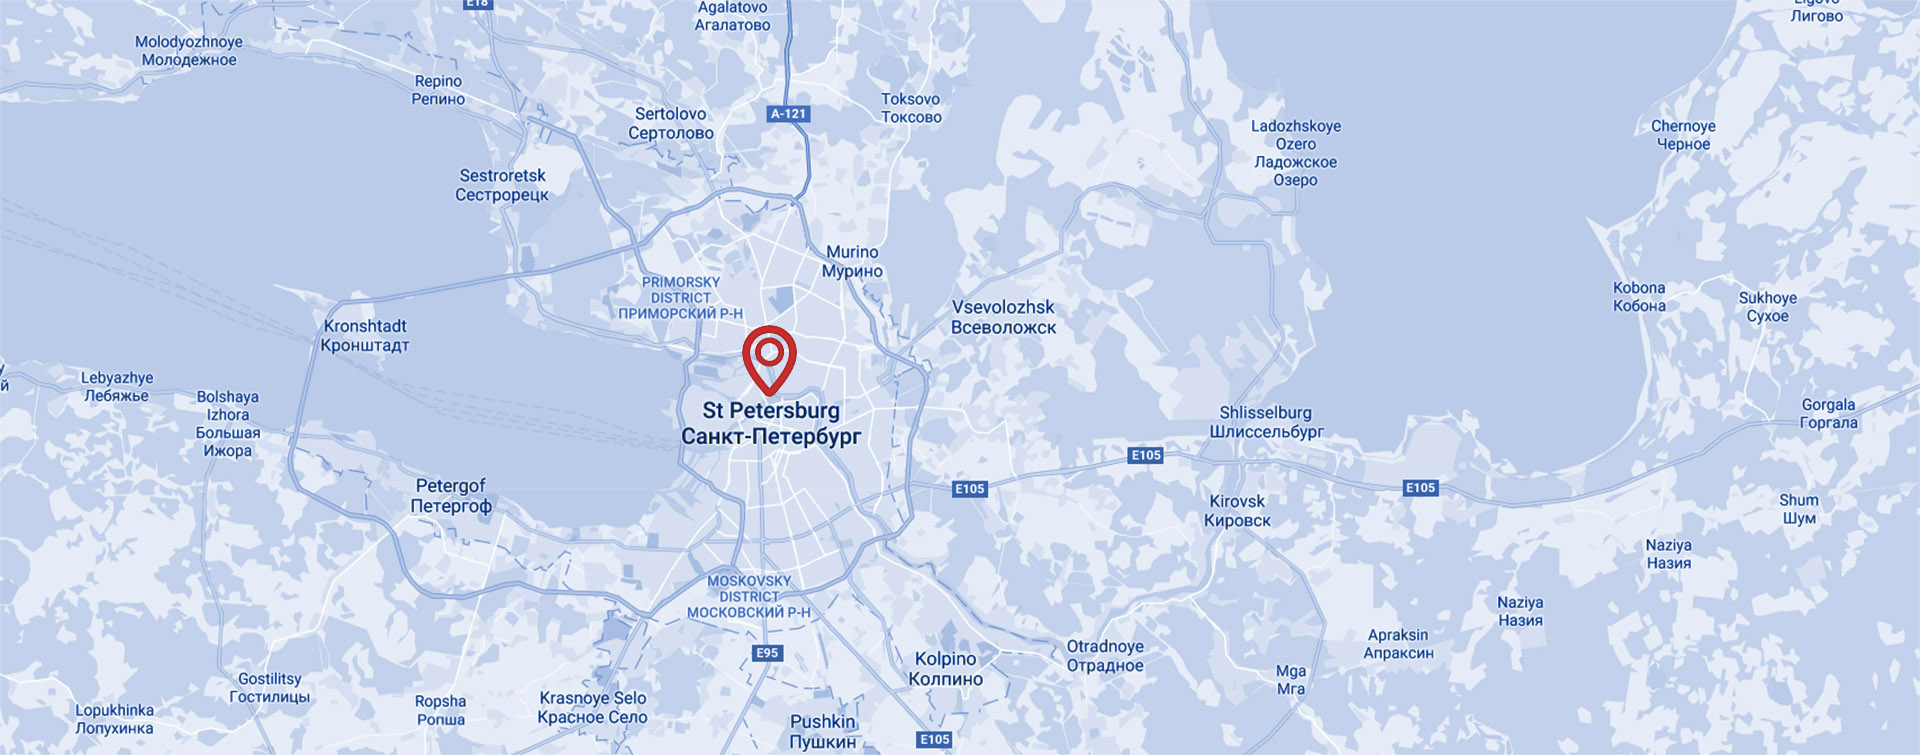 E18
Agalatovo
Агалатово
Лигово
Molodyozhnoye
Молодежное
Repino
Репино
A-121
Toksovo
Токсово
Sertolovo
Сертолово
Ladozhskoye
Ozero
Ладожское
Озеро
Chernoye
Черное
Sestroretsk
Сестрорецк
Murino
Мурино
PRIMORSKY
DISTRICT
ПРИМОРСКИЙ Р-Н
Vsevolozhsk
Всеволожск
Kobona
Кобона
Sukhoye
Сухое
Kronshtadt
Кронштадт
Lebyazhye
Лебяжье
Bolshaya
Izhora
Большая
Ижора
St Petersburg
Санкт-Петербург
Shlisselburg
Шлиссельбург
Gorgala
Горгала
E105
E105
E105
Petergof
Петергоф
Kirovsk
Кировск
Shum
Шум
Naziya
Назия
MOSKOVSKY
DISTRICT
МОСКОВСКИЙ Р-Н
Naziya
Назия
Apraksin
Апраксин
E95
Otradnoye
Отрадное
Kolpino
Колпино
Mga
Мга
Gostilitsy
Гостилицы
Ropsha
Ропша
Krasnoye Selo
Красное Село
Lopukhinka
Лопухинка
Pushkin
Пушкин
E105